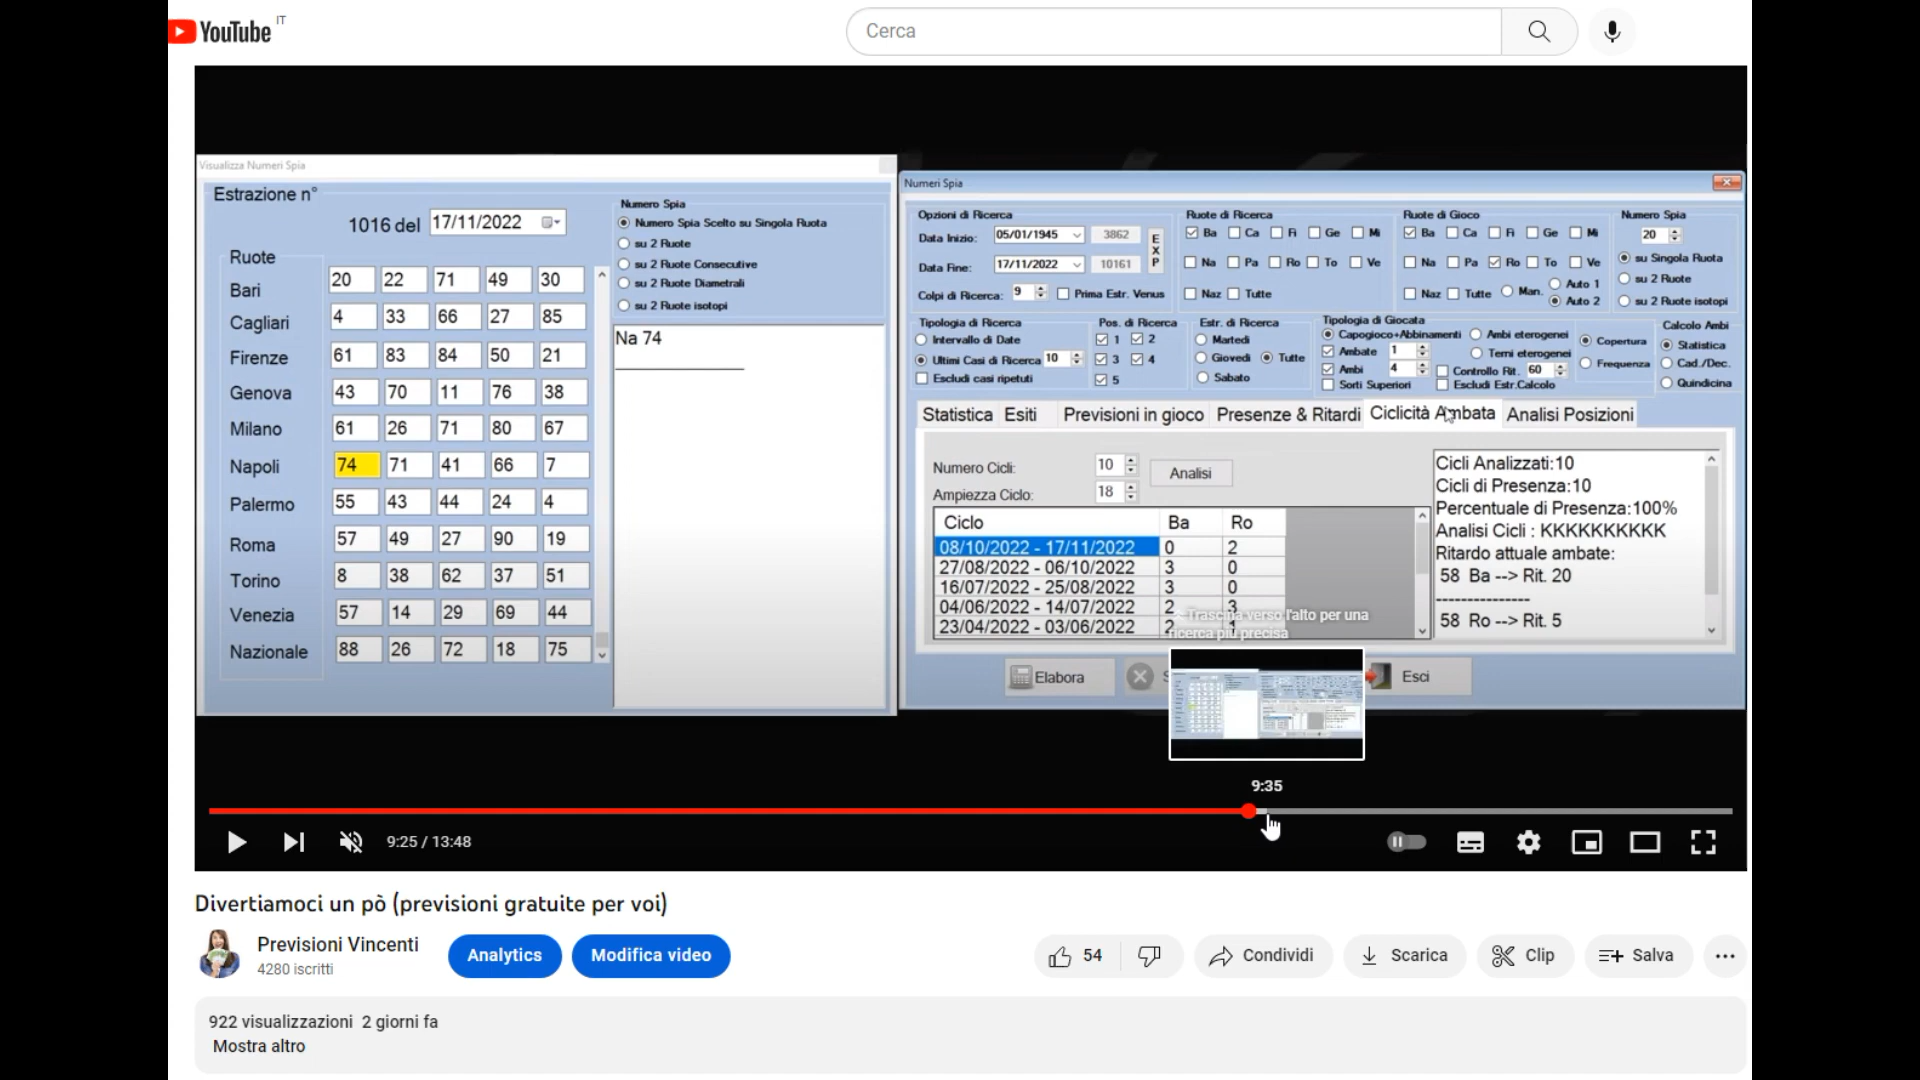 YouTube IT
Cerca
Visualizza Numeri Spia
Estrazione n°
1016 del 17/11/2022
Ruote
Bari 20 22 71 49 30
Cagliari 4 33 66 27 85
Firenze 61 83 84 50 21
Genova 43 70 11 76 38
Milano 61 26 71 80 67
Napoli 74 71 41 66 7
Palermo 55 43 44 24 4
Roma 57 49 27 90 19
Torino 8 38 62 37 51
Venezia 57 14 29 69 44
Nazionale 88 26 72 18 75
Numero Spia
Numero Spia Scelto su Singola Ruota
su 2 Ruote
su 2 Ruote Consecutive
su 2 Ruote Diametrali
su 2 Ruote isotopi
Na 74
Numeri Spia
Opzioni di Ricerca
Data Inizio: 05/01/1945 3862
Data Fine: 17/11/2022 10161
EXP
Colpi di Ricerca: 9 Prima Estr. Venus
Ruote di Ricerca
Ba Ca Fi Ge Mi
Na Pa Ro To Ve
Naz Tutte
Ruote di Gioco
Ba Ca Fi Ge Mi
Na Pa Ro To Ve
Naz Tutte Man. Auto 1
Auto 2
Numero Spia
20
su Singola Ruota
su 2 Ruote
su 2 Ruote isotopi
Tipologia di Ricerca
Intervallo di Date
Ultimi Casi di Ricerca 10
Escludi casi ripetuti
Pos. di Ricerca
1 2
3 4
5
Estr. di Ricerca
Martedi
Giovedi Tutte
Sabato
Tipologia di Giocata
Capogioco+Abbinamenti Ambi eterogenei
Ambate 1 Terni eterogenei
Ambi 4 Controllo Rit. 60
Sorti Superiori Escludi Estr.Calcolo
Copertura
Frequenza
Calcolo Ambi
Statistica
Cad./Dec.
Quindicina
Statistica Esiti Previsioni in gioco Presenze & Ritardi Ciclicità Ambata Analisi Posizioni
Numero Cicli: 10 Analisi
Ampiezza Ciclo: 18
Ciclo Ba Ro
08/10/2022 - 17/11/2022 0 2
27/08/2022 - 06/10/2022 3 0
16/07/2022 - 25/08/2022 3 0
04/06/2022 - 14/07/2022 2 3
23/04/2022 - 03/06/2022 2 1
Cicli Analizzati:10
Cicli di Presenza:10
Percentuale di Presenza:100%
Analisi Cicli : KKKKKKKKKK
Ritardo attuale ambate:
58 Ba --> Rit. 20
---------------
58 Ro --> Rit. 5
Trascina verso l'alto per una
ricerca più precisa
Elabora S Esci
9:35
9:25 / 13:48
Divertiamoci un pò (previsioni gratuite per voi)
Previsioni Vincenti
4280 iscritti
Analytics
Modifica video
54
Condividi
Scarica
Clip
Salva
922 visualizzazioni 2 giorni fa
Mostra altro